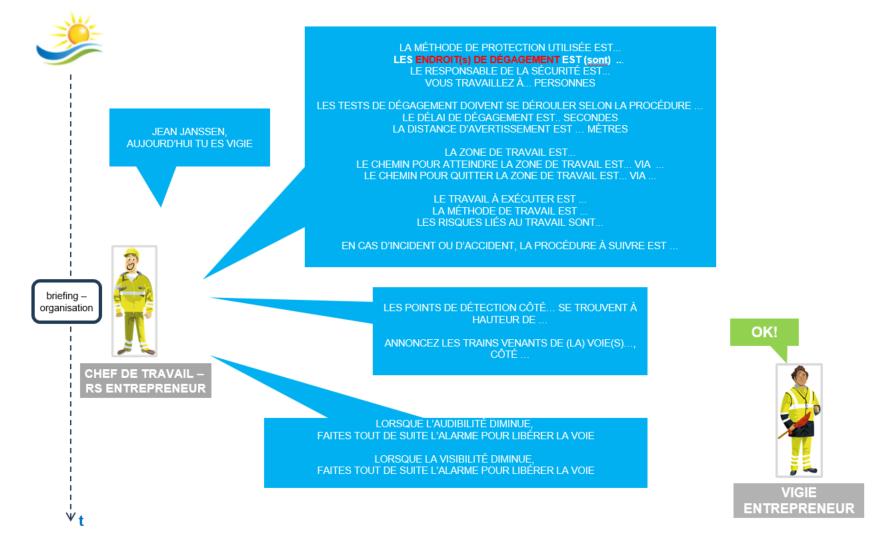 LA MÉTHODE DE PROTECTION UTILISÉE EST...
LES ENDROIT(s) DE DÉGAGEMENT EST (sont) ...
LE RESPONSABLE DE LA SÉCURITÉ EST...
VOUS TRAVAILLEZ À... PERSONNES
LES TESTS DE DÉGAGEMENT DOIVENT SE DÉROULER SELON LA PROCÉDURE ...
LE DÉLAI DE DÉGAGEMENT EST.. SECONDES
LA DISTANCE D'AVERTISSEMENT EST ... MÈTRES
LA ZONE DE TRAVAIL EST...
LE CHEMIN POUR ATTEINDRE LA ZONE DE TRAVAIL EST... VIA ...
LE CHEMIN POUR QUITTER LA ZONE DE TRAVAIL EST... VIA ...
LE TRAVAIL À EXÉCUTER EST ...
LA MÉTHODE DE TRAVAIL EST ...
LES RISQUES LIÉS AU TRAVAIL SONT...
EN CAS D'INCIDENT OU D'ACCIDENT, LA PROCÉDURE À SUIVRE EST ...
JEAN JANSSEN,
AUJOURD'HUI TU ES VIGIE
briefing –
organisation
LES POINTS DE DÉTECTION CÔTÉ... SE TROUVENT À
HAUTEUR DE ...
ANNONCEZ LES TRAINS VENANTS DE (LA) VOIE(S)...,
CÔTÉ ...
OK!
CHEF DE TRAVAIL –
RS ENTREPRENEUR
LORSQUE L'AUDIBILITÉ DIMINUE,
FAITES TOUT DE SUITE L'ALARME POUR LIBÉRER LA VOIE
LORSQUE LA VISIBILITÉ DIMINUE,
FAITES TOUT DE SUITE L'ALARME POUR LIBÉRER LA VOIE
VIGIE
ENTREPRENEUR
t